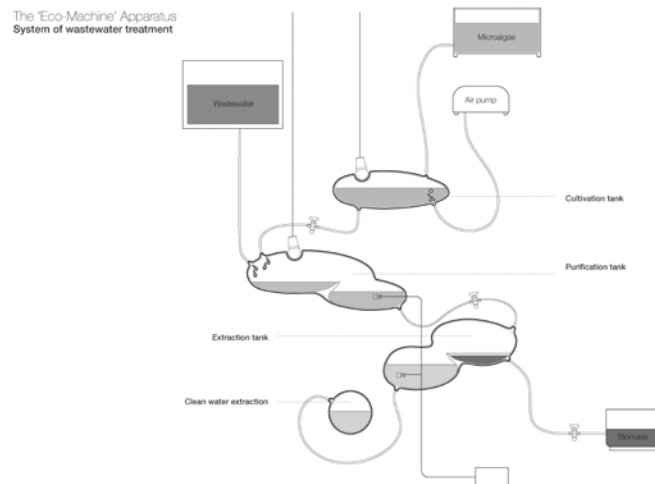 The 'Eco-Machine' Apparatus
System of wastewater treatment
Microalgae
Wastewater
Air pump
Cultivation tank
Purification tank
Extraction tank
Clean water extraction
Biomass